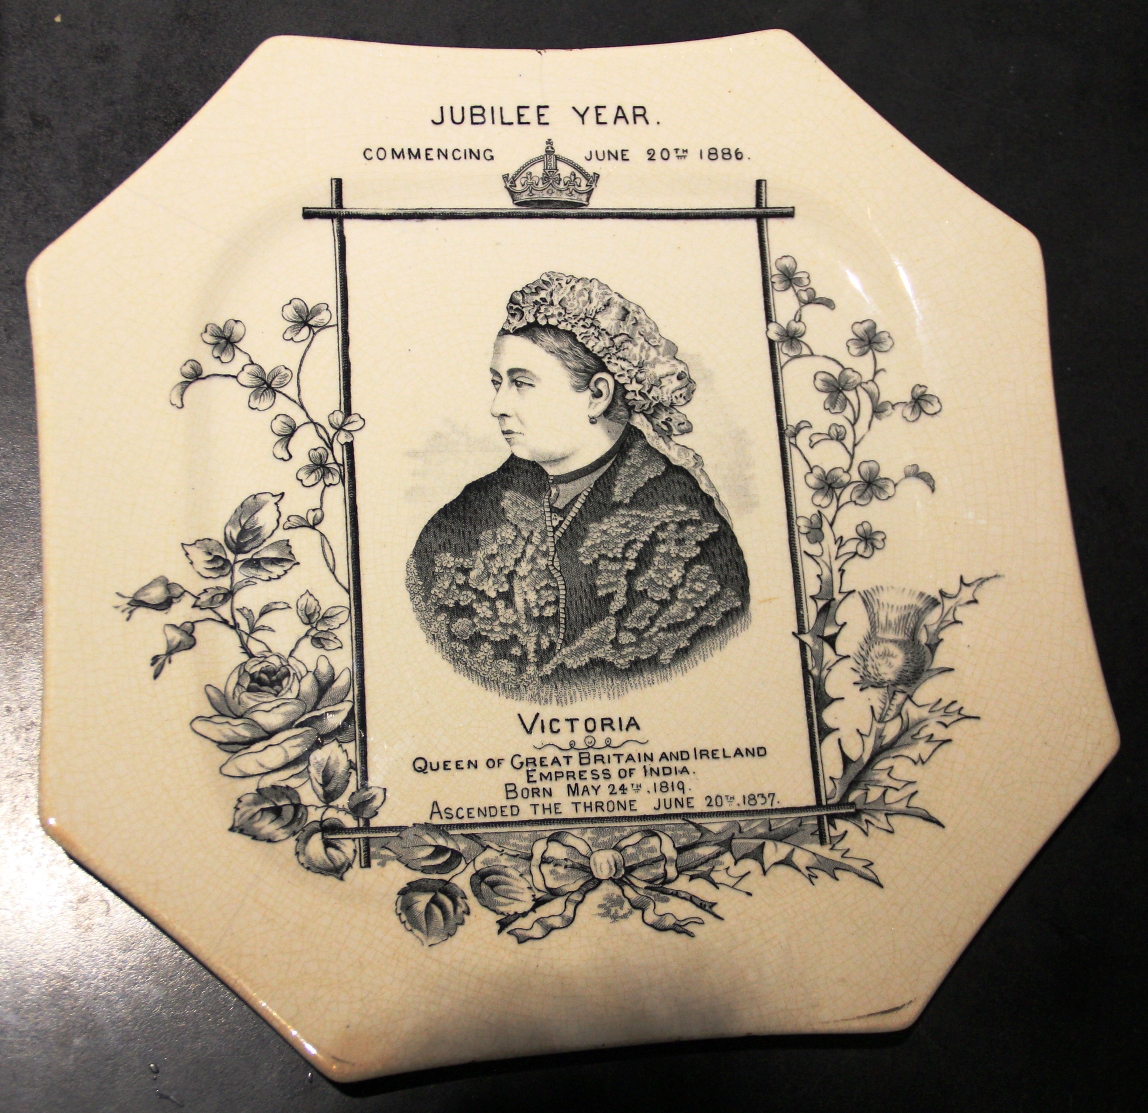 JUBILEE YEAR.
COMMENCING JUNE 20TH 1886.
VICTORIA
QUEEN OF GREAT BRITAIN AND IRELAND
EMPRESS OF INDIA.
BORN MAY 24TH. 1819.
ASCENDED THE THRONE JUNE 20TH. 1837.